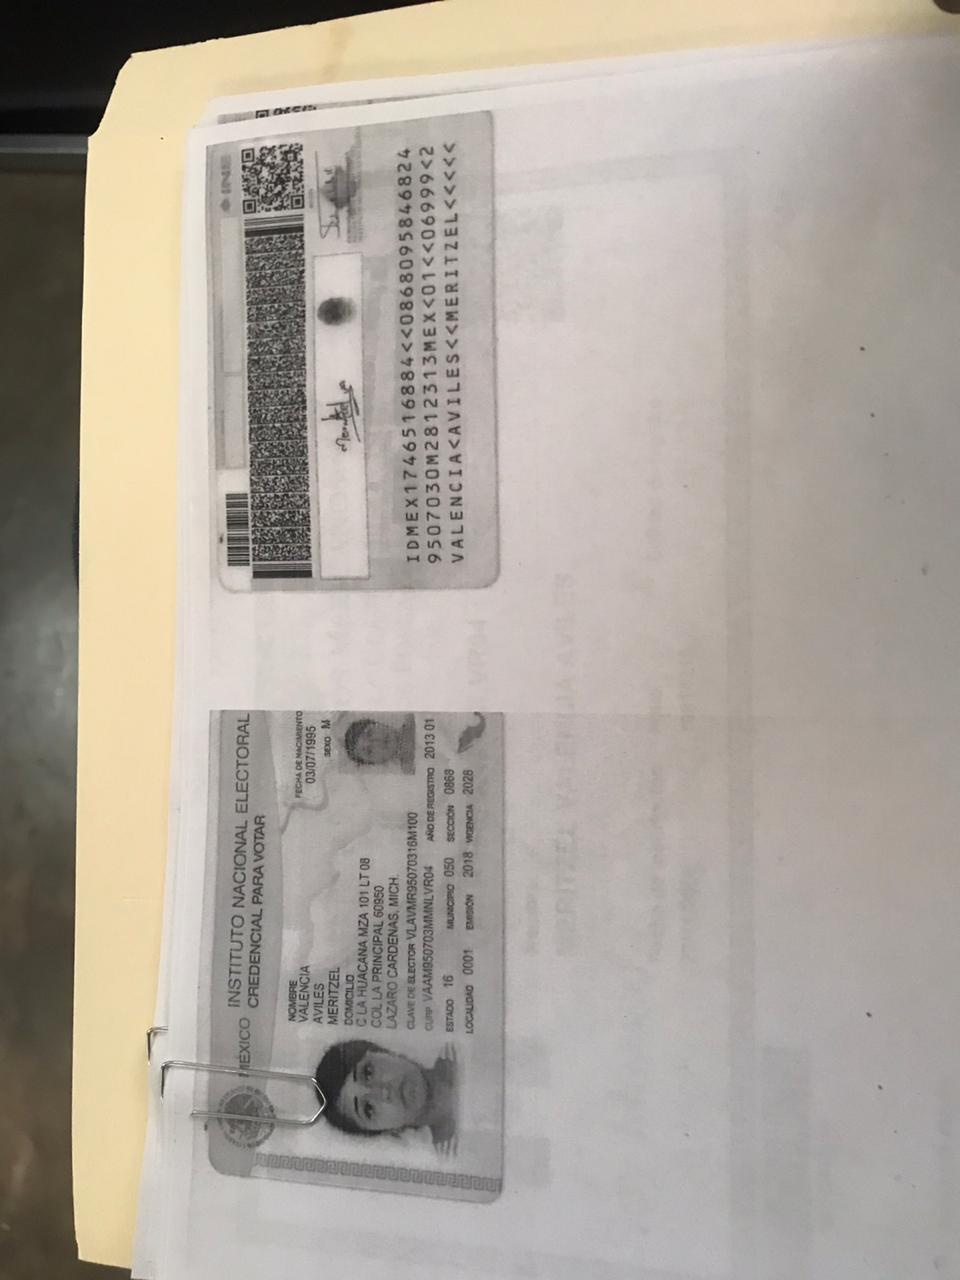 MÉXICO INSTITUTO NACIONAL ELECTORAL
CREDENCIAL PARA VOTAR
NOMBRE
VALENCIA
AVILES
MERITZEL
FECHA DE NACIMIENTO
03/07/1995
SEXO M
DOMICILIO
C LA HUACANA MZA 101 LT 08
COL LA PRINCIPAL 60950
LAZARO CARDENAS, MICH.
CLAVE DE ELECTOR VLAVMR95070316M100
CURP VAAM950703MMNLVR04 AÑO DE REGISTRO 2013 01
ESTADO 16 MUNICIPIO 050 SECCIÓN 0868
LOCALIDAD 0001 EMISIÓN 2018 VIGENCIA 2028
INE
IDMEX1746516884<<0868095846824
9507030M2812313MEX<01<<06999<2
VALENCIA<AVILES<<MERITZEL<<<<<